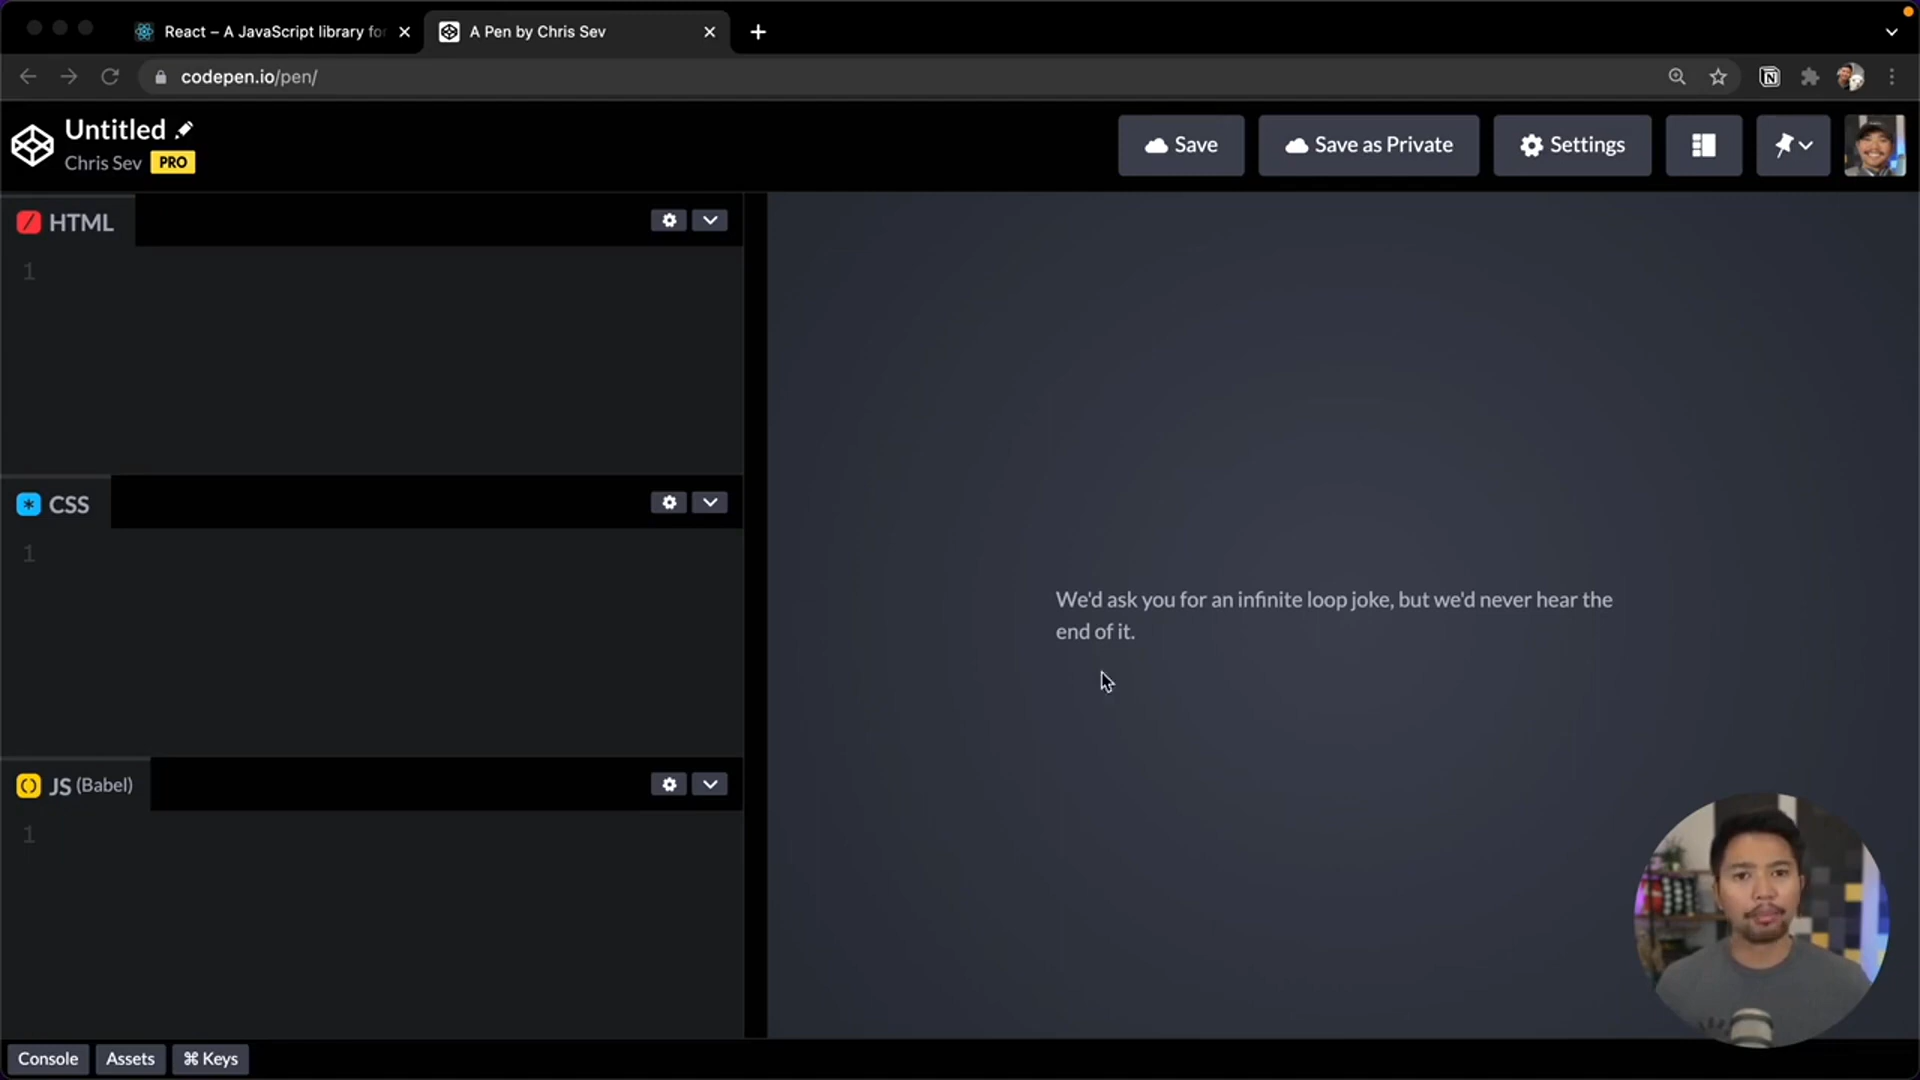 React – A JavaScript library for
A Pen by Chris Sev
codepen.io/pen/
Untitled
Chris Sev PRO
Save
Save as Private
Settings
HTML
1
We'd ask you for an infinite loop joke, but we'd never hear the
end of it.
CSS
1
JS (Babel)
1
Console
Assets
⌘ Keys